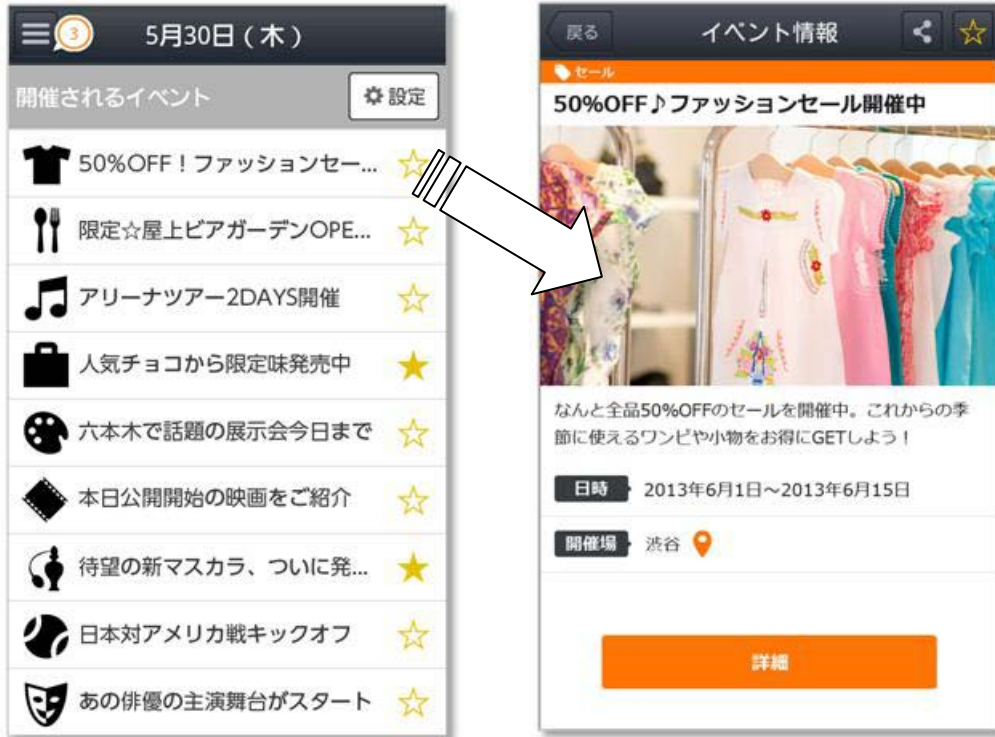 3
5月30日(木)
開催されるイベント
設定
50%OFF!ファッションセー...
限定☆屋上ビアガーデンOPE...
アリーナツアー2DAYS開催
人気チョコから限定味発売中
六本木で話題の展示会今日まで
本日公開開始の映画をご紹介
待望の新マスカラ、ついに発...
日本対アメリカ戦キックオフ
あの俳優の主演舞台がスタート
戻る
イベント情報
セール
50%OFF♪ファッションセール開催中
なんと全品50%OFFのセールを開催中。これからの季
節に使えるワンピや小物をお得にGETしよう!
日時 2013年6月1日~2013年6月15日
開催場 渋谷
詳細